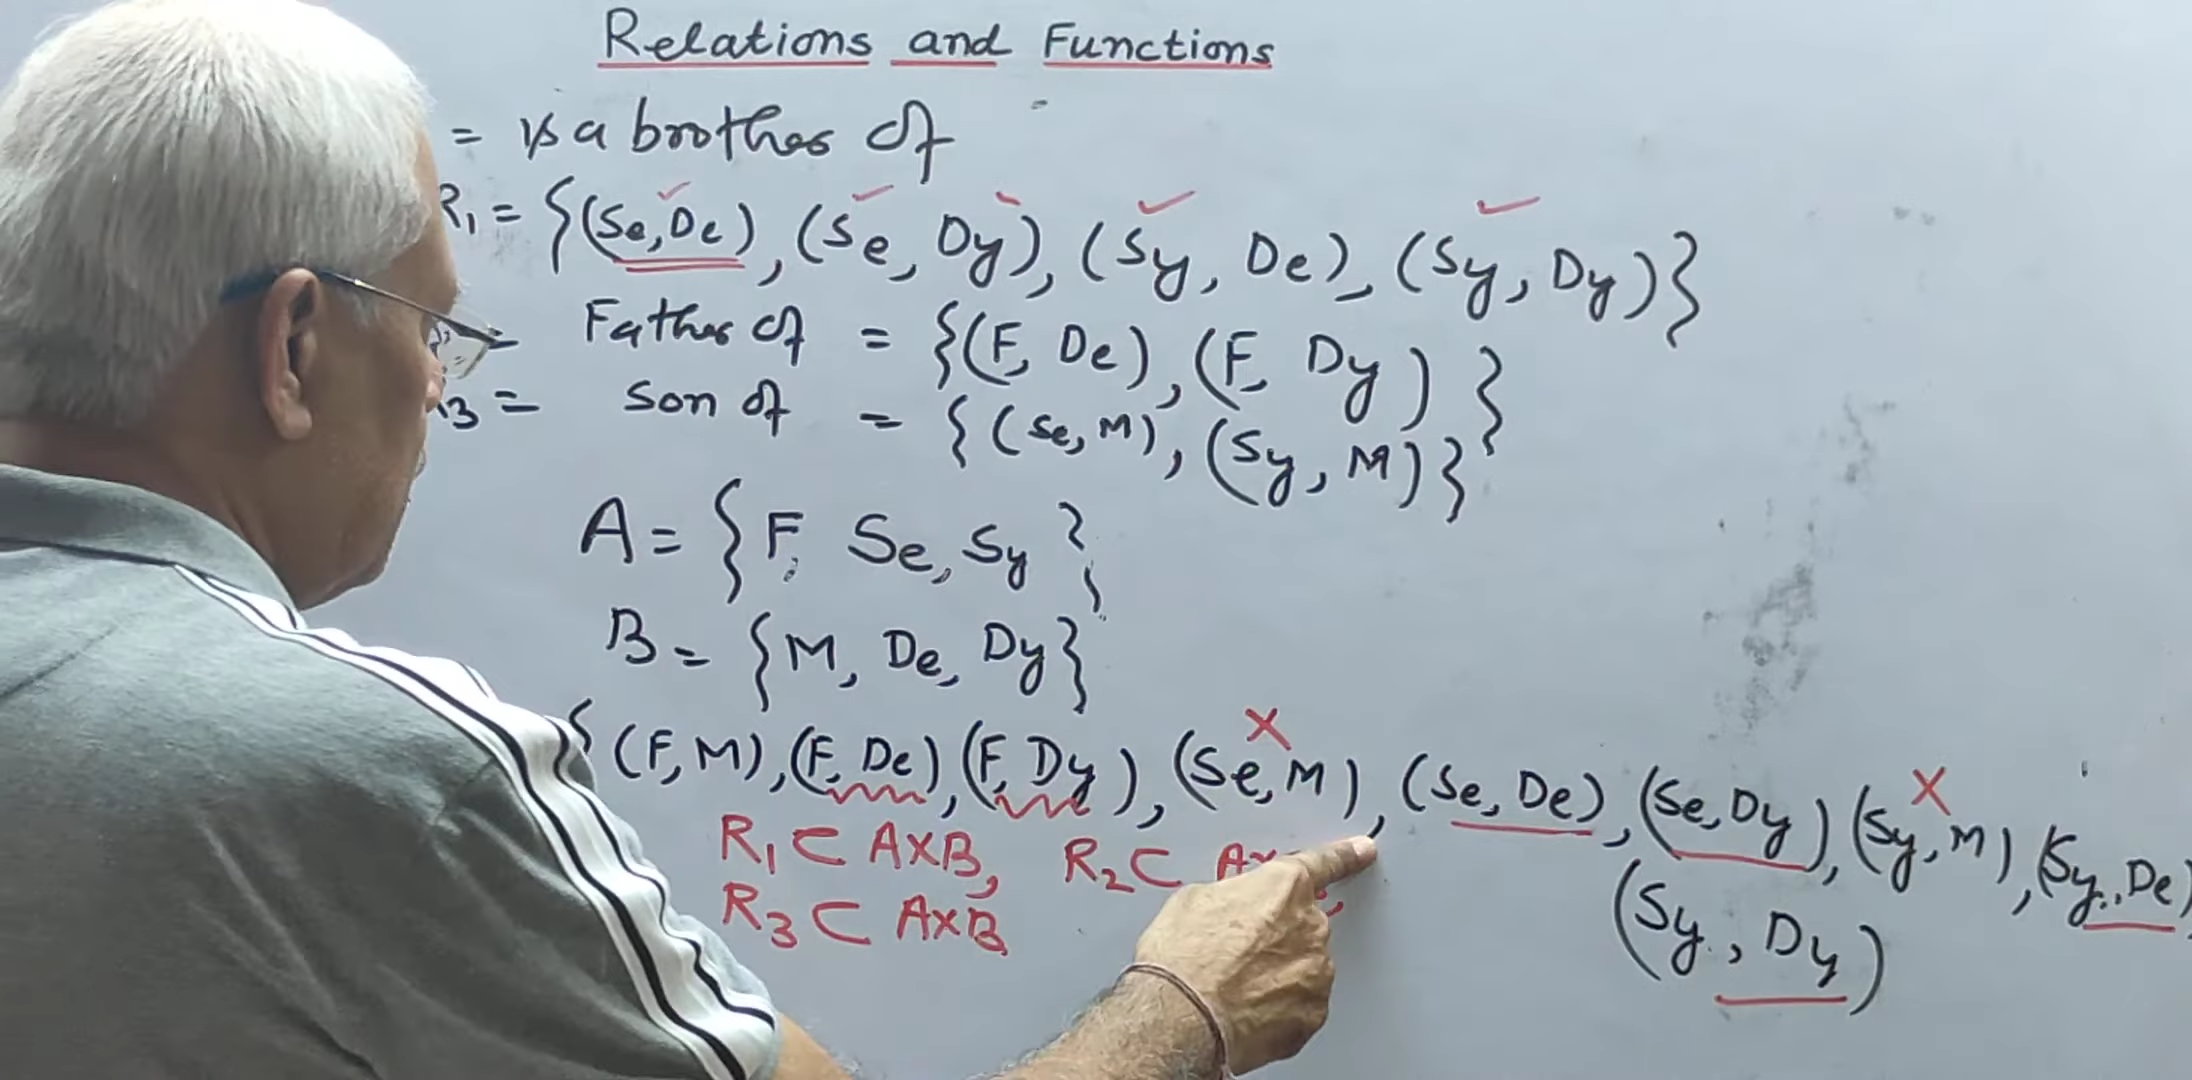 Relations and Functions
= is a brother of
R₁ = {(Se, De), (Se, Dy), (Sy, De), (Sy, Dy)}
= Father of = {(F, De), (F, Dy)}
3 = son of = {(Se, M), (Sy, M)}
A = {F, Se, Sy}
B = {M, De, Dy}
{(F, M), (F, De), (F, Dy), (Se, M), (Se, De), (Se, Dy), (Sy, M), (Sy, De)
(Sy, Dy)
R₁ ⊂ A×B, R₂ ⊂ A×
R₃ ⊂ A×B